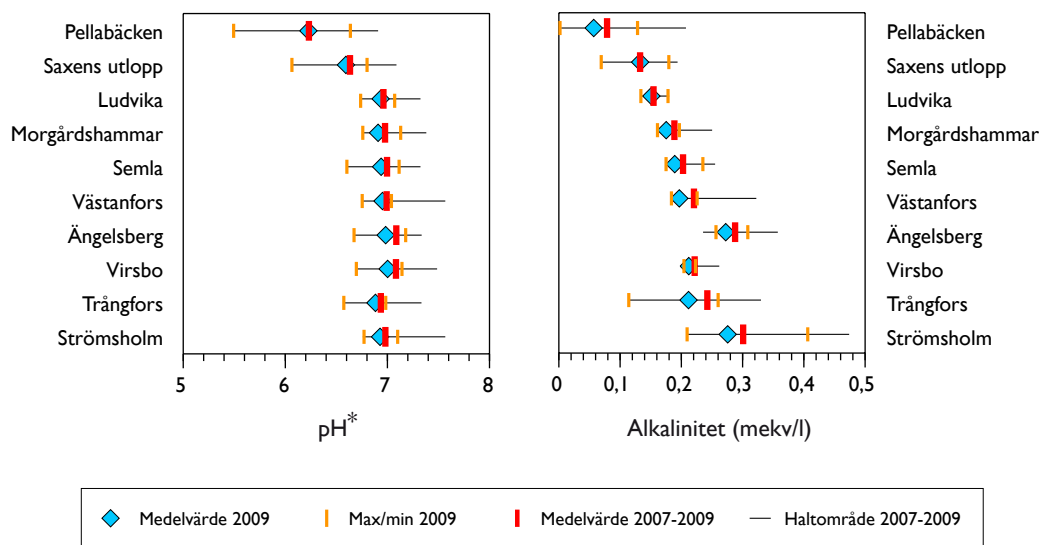 Pellabäcken
Saxens utlopp
Ludvika
Morgårdshammar
Semla
Västanfors
Ängelsberg
Virsbo
Trångfors
Strömsholm
5 6 7 8
pH*
Pellabäcken
Saxens utlopp
Ludvika
Morgårdshammar
Semla
Västanfors
Ängelsberg
Virsbo
Trångfors
Strömsholm
0 0,1 0,2 0,3 0,4 0,5
Alkalinitet (mekv/l)
Medelvärde 2009 Max/min 2009 Medelvärde 2007-2009 Haltområde 2007-2009